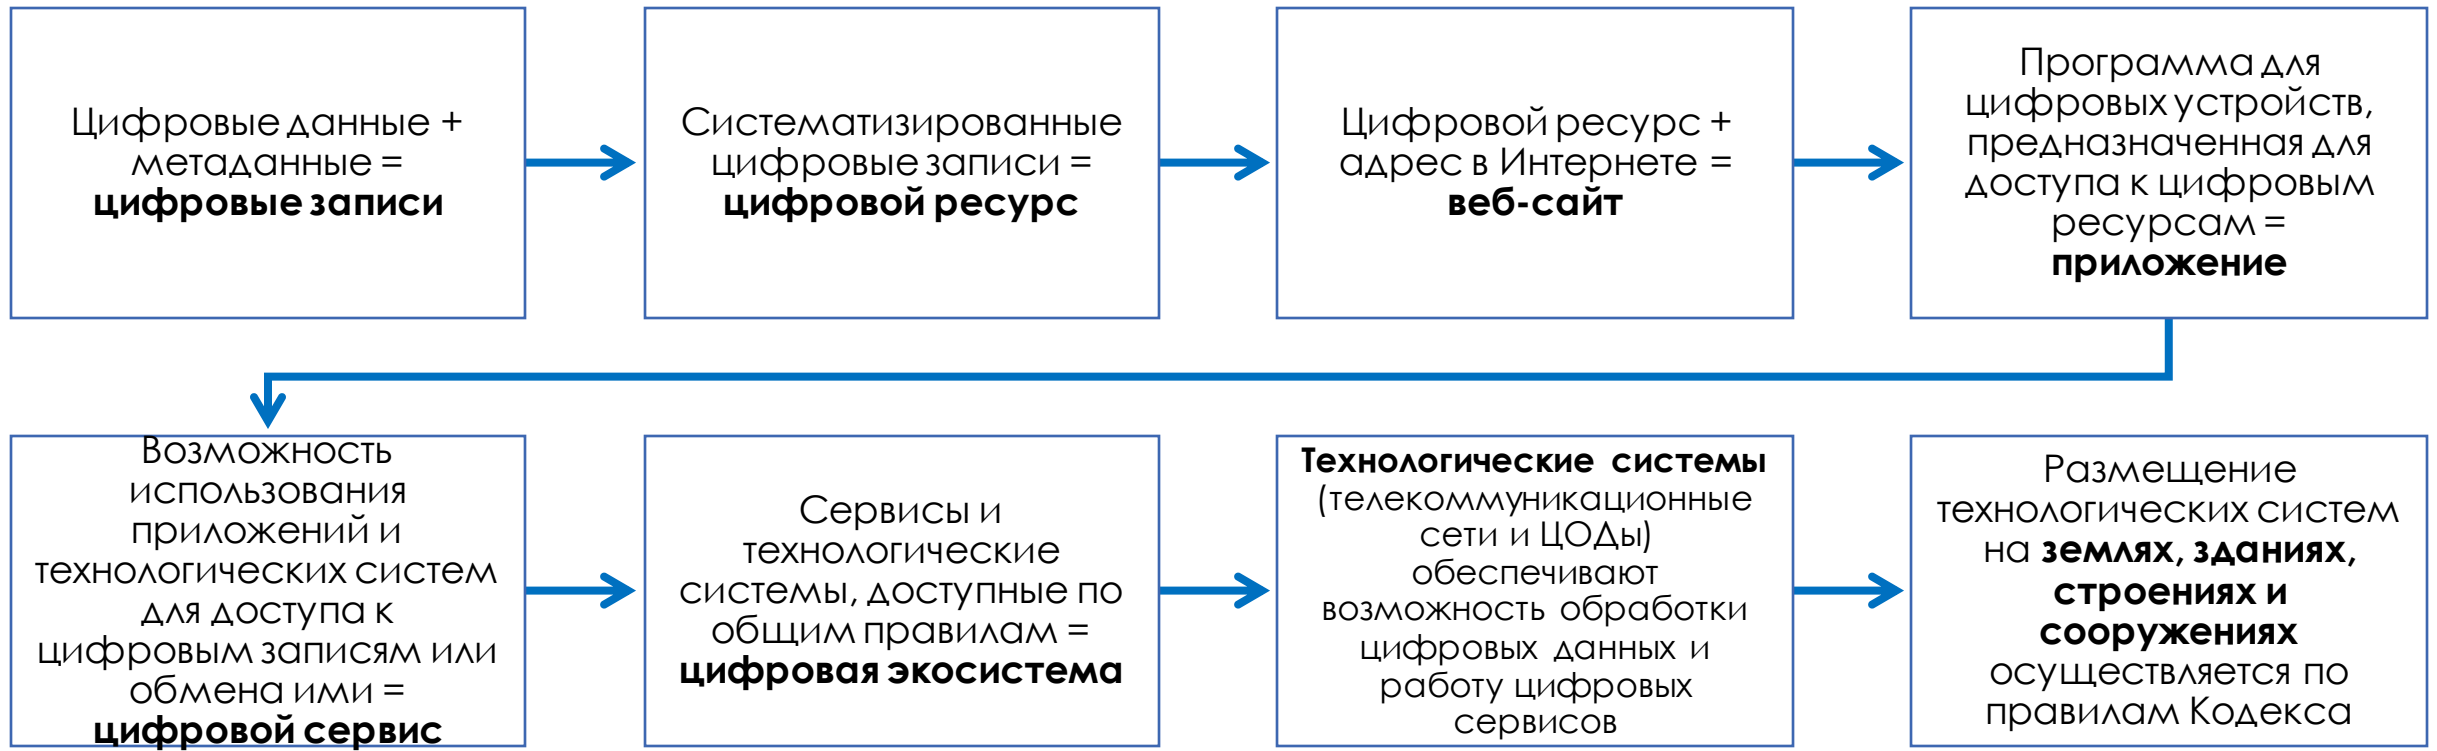 Цифровые данные +
метаданные =
цифровые записи
Систематизированные
цифровые записи =
цифровой ресурс
Цифровой ресурс +
адрес в Интернете =
веб-сайт
Программа для
цифровых устройств,
предназначенная для
доступа к цифровым
ресурсам =
приложение
Возможность
использования
приложений и
технологических систем
для доступа к
цифровым записям или
обмена ими =
цифровой сервис
Сервисы и
технологические
системы, доступные по
общим правилам =
цифровая экосистема
Технологические системы
(телекоммуникационные
сети и ЦОДы)
обеспечивают
возможность обработки
цифровых данных и
работу цифровых
сервисов
Размещение
технологических систем
на землях, зданиях,
строениях и
сооружениях
осуществляется по
правилам Кодекса